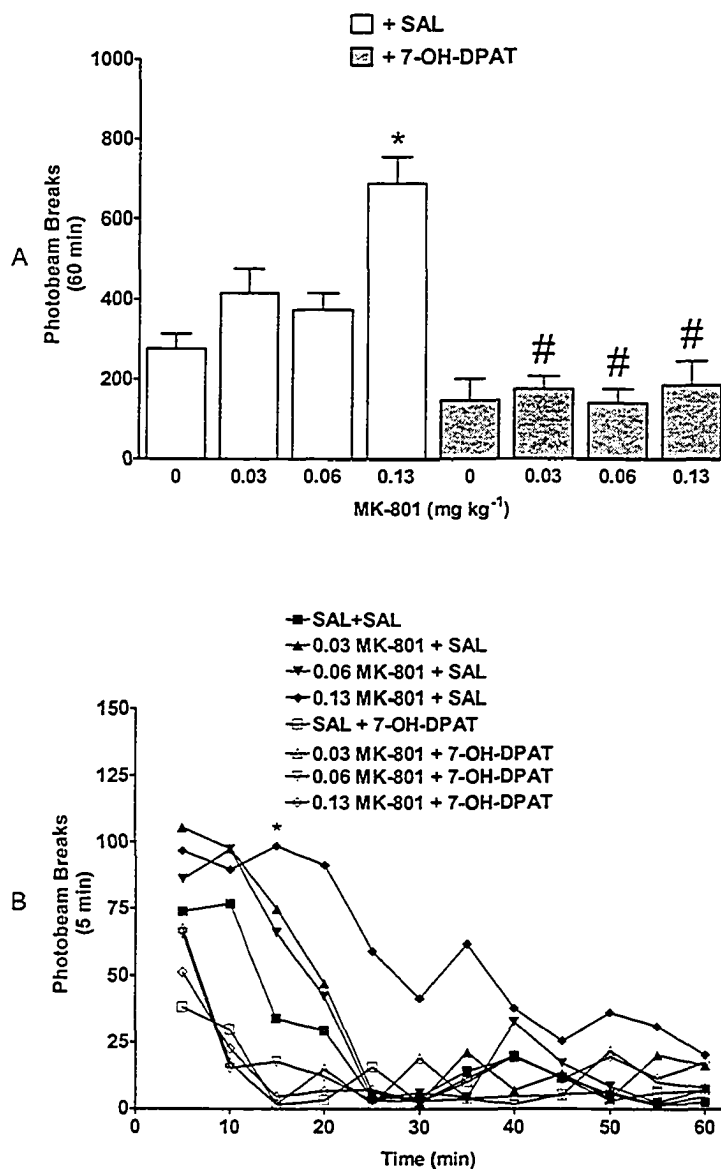 + SAL
+ 7-OH-DPAT
1000
800
600
400
200
0
Photobeam Breaks
(60 min)
A
*
#
#
#
0
0.03
0.06
0.13
0
0.03
0.06
0.13
MK-801 (mg kg⁻¹)
SAL+SAL
0.03 MK-801 + SAL
0.06 MK-801 + SAL
0.13 MK-801 + SAL
SAL + 7-OH-DPAT
0.03 MK-801 + 7-OH-DPAT
0.06 MK-801 + 7-OH-DPAT
0.13 MK-801 + 7-OH-DPAT
150
125
100
75
50
25
0
Photobeam Breaks
(5 min)
B
*
0
10
20
30
40
50
60
Time (min)